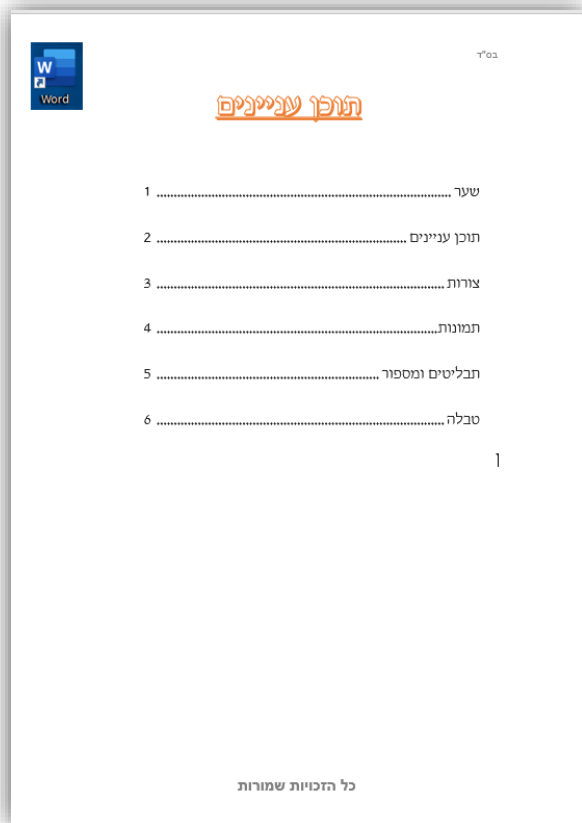 בס"ד
W
Word
תוכן עניינים
שער ........................................................................................... 1
תוכן עניינים ............................................................................. 2
צורות ......................................................................................... 3
תמונות....................................................................................... 4
תבליטים ומספור ..................................................................... 5
טבלה ......................................................................................... 6
כל הזכויות שמורות